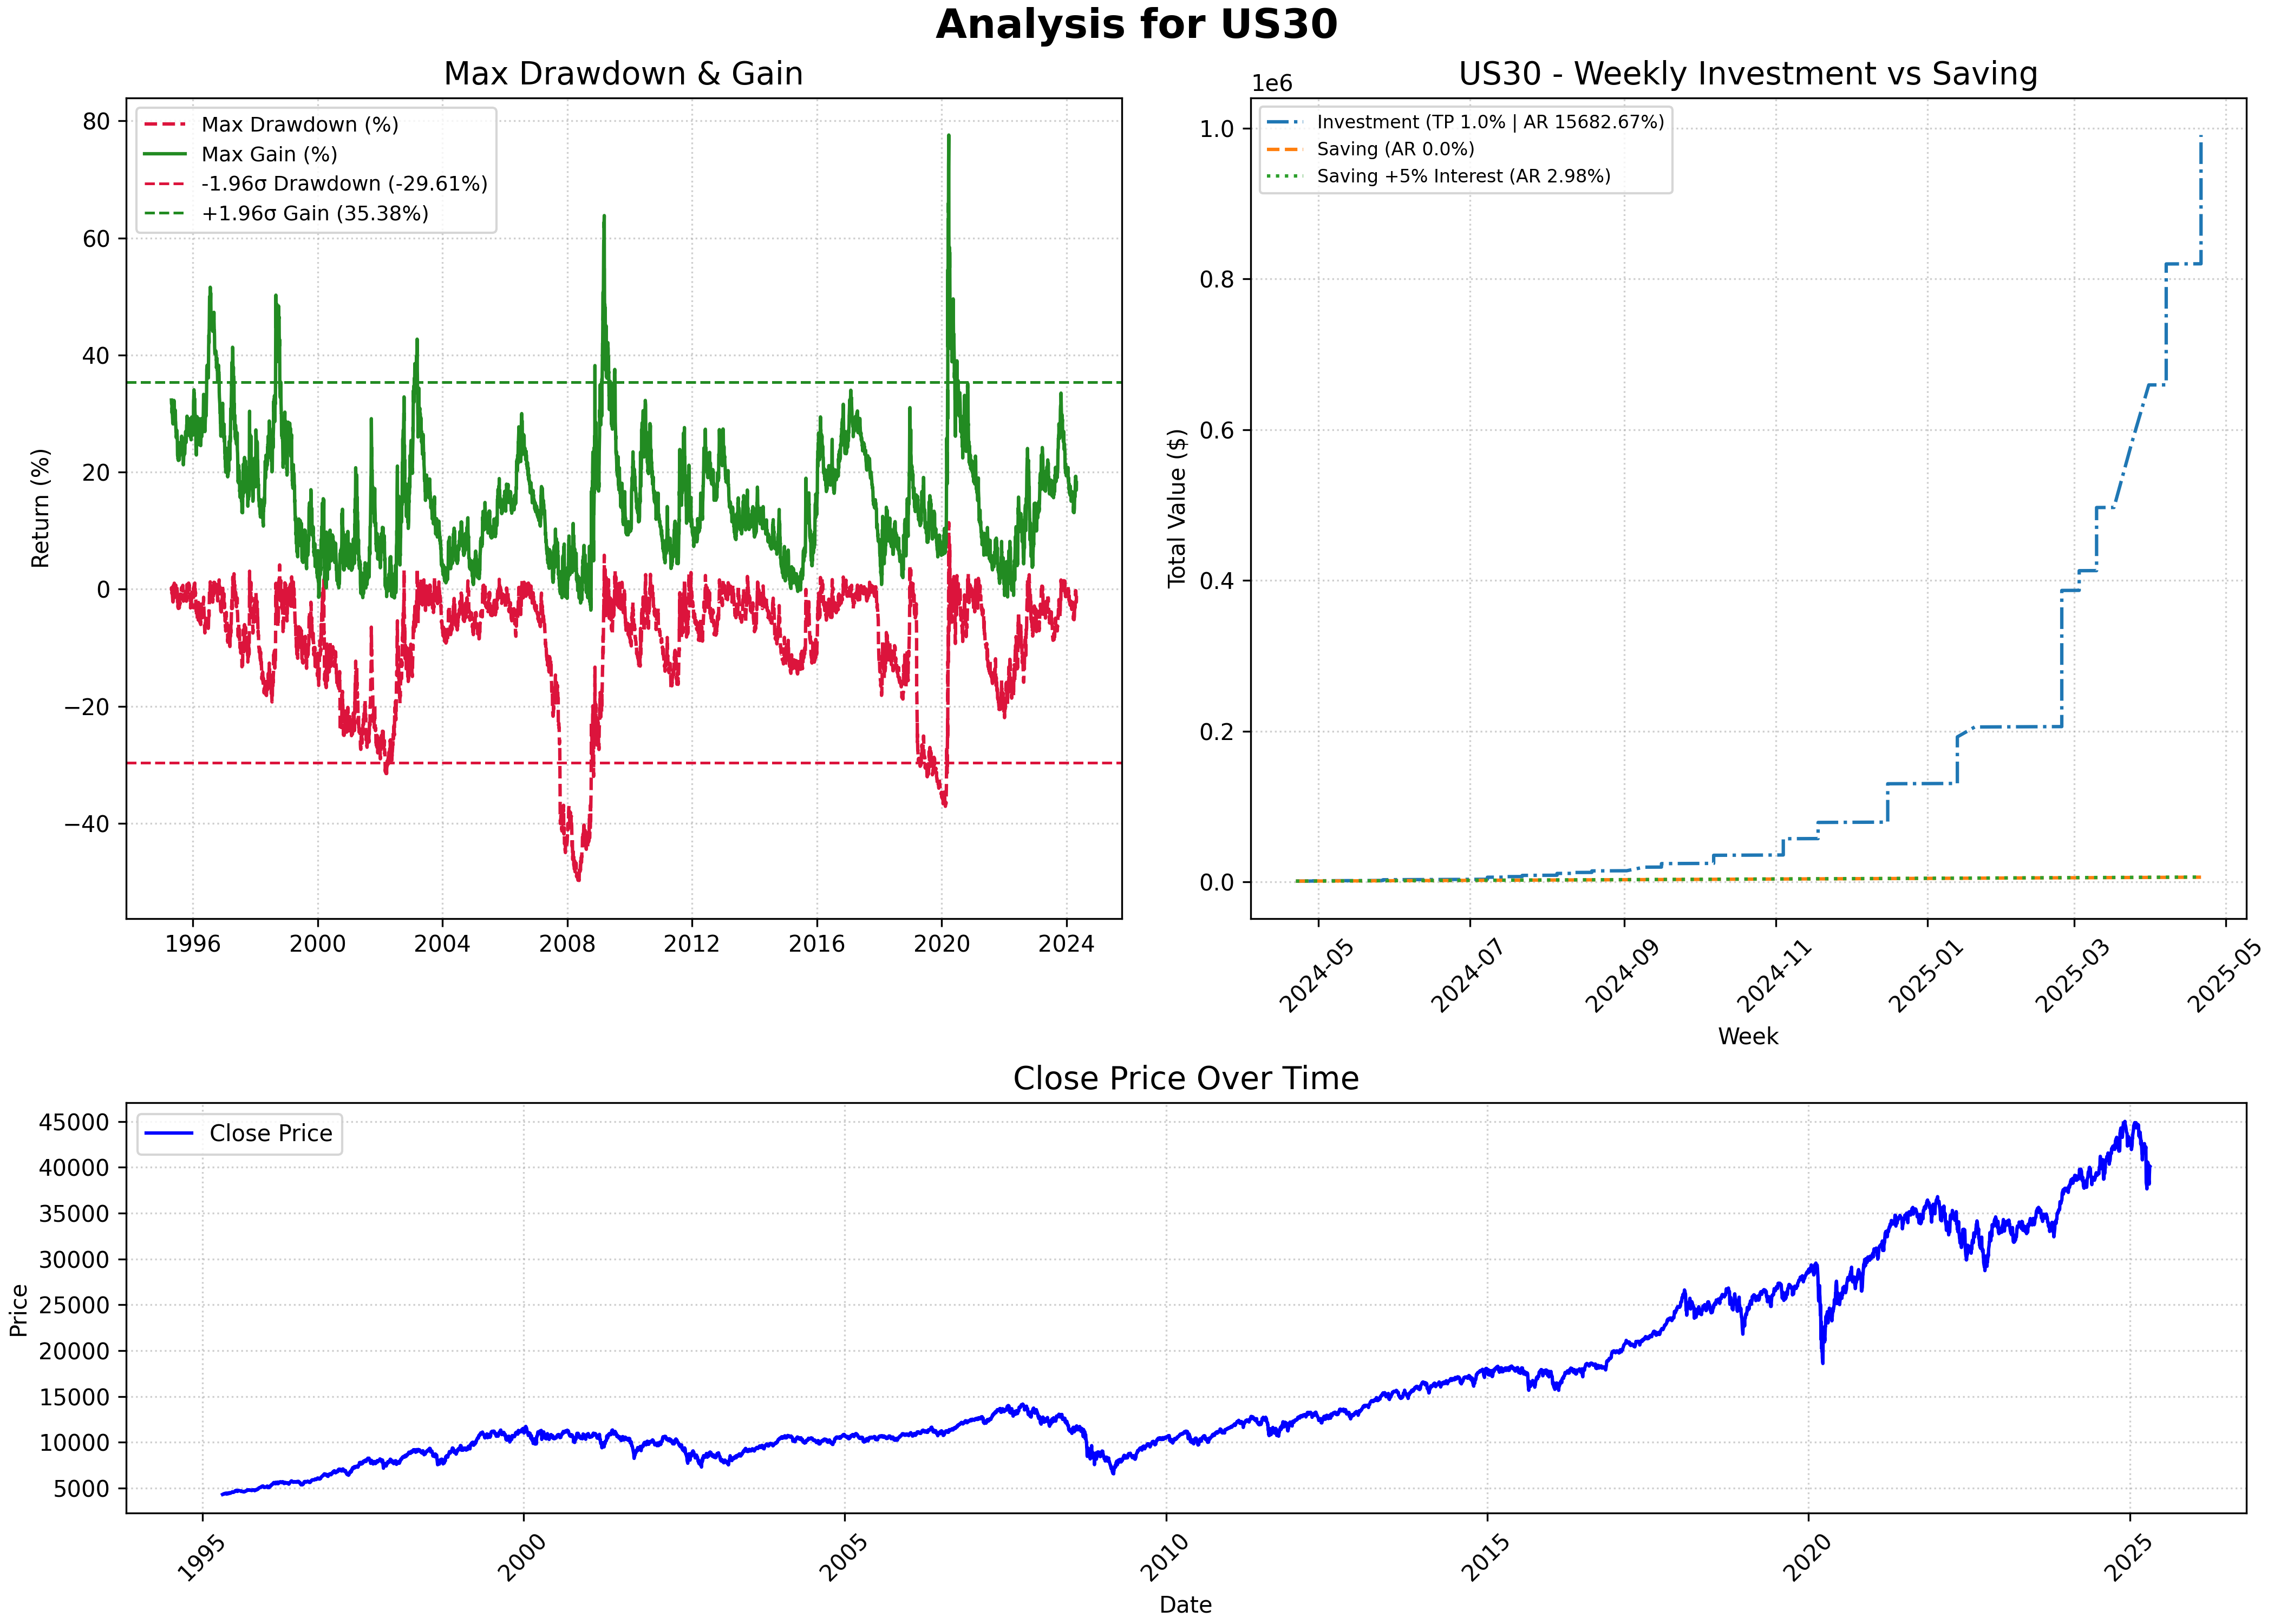 Analysis for US30
Max Drawdown & Gain
Max Drawdown (%)
Max Gain (%)
-1.96σ Drawdown (-29.61%)
+1.96σ Gain (35.38%)
Return (%)
80
60
40
20
0
−20
−40
1996
2000
2004
2008
2012
2016
2020
2024
US30 - Weekly Investment vs Saving
1e6
Investment (TP 1.0% | AR 15682.67%)
Saving (AR 0.0%)
Saving +5% Interest (AR 2.98%)
Total Value ($)
1.0
0.8
0.6
0.4
0.2
0.0
2024-05
2024-07
2024-09
2024-11
2025-01
2025-03
2025-05
Week
Close Price Over Time
Close Price
Price
45000
40000
35000
30000
25000
20000
15000
10000
5000
1995
2000
2005
2010
2015
2020
2025
Date